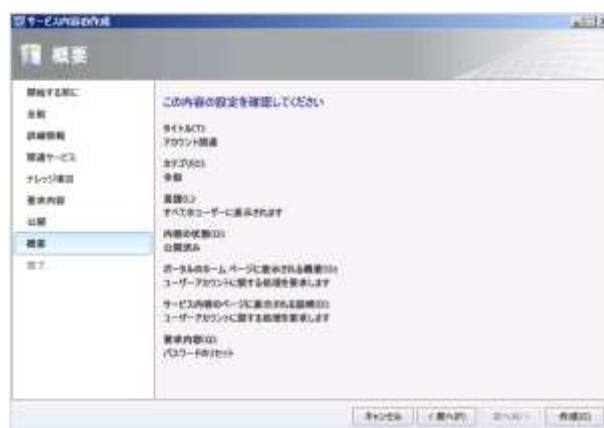 サービス内容の作成
概要
開始する前に
全般
詳細情報
関連サービス
ナレッジ項目
要求内容
公開
概要
完了
この内容の設定を確認してください
タイトル(T):
アカウント関連
カテゴリ(G):
全般
言語(L):
すべてのユーザーに表示されます
内容の状態(O):
公開済み
ポータルのホーム ページに表示される概要(O):
ユーザーアカウントに関する処理を要求します
サービス内容のページに表示される説明(D):
ユーザーアカウントに関する処理を要求します
要求内容(Q):
パスワードのリセット
キャンセル
< 前へ(P)
次へ(N) >
作成(C)